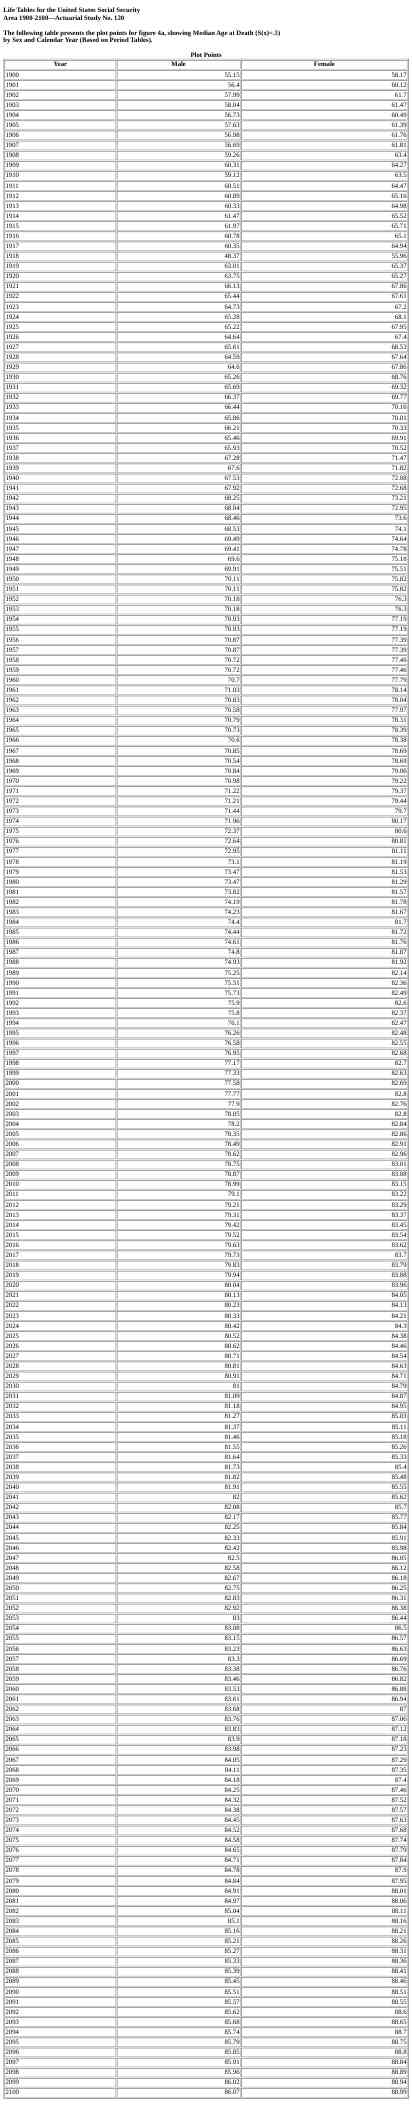 Life Tables for the United States Social Security
Area 1900-2100—Actuarial Study No. 120
The following table presents the plot points for figure 4a, showing Median Age at Death (S(x)=.5)
by Sex and Calendar Year (Based on Period Tables).
Plot Points
Year Male Female
1900 55.15 58.17
1901 56.4 60.12
1902 57.99 61.7
1903 58.04 61.47
1904 56.73 60.49
1905 57.63 61.39
1906 56.98 61.76
1907 56.69 61.81
1908 59.26 63.4
1909 60.31 64.27
1910 59.12 63.5
1911 60.51 64.47
1912 60.89 65.16
1913 60.33 64.98
1914 61.47 65.52
1915 61.97 65.71
1916 60.78 65.1
1917 60.35 64.94
1918 48.37 55.96
1919 63.01 65.37
1920 63.75 65.27
1921 66.13 67.86
1922 65.44 67.61
1923 64.73 67.2
1924 65.28 68.1
1925 65.22 67.95
1926 64.64 67.4
1927 65.61 68.53
1928 64.59 67.64
1929 64.6 67.86
1930 65.26 68.76
1931 65.69 69.32
1932 66.37 69.77
1933 66.44 70.16
1934 65.86 70.01
1935 66.21 70.33
1936 65.46 69.91
1937 65.93 70.52
1938 67.28 71.47
1939 67.6 71.82
1940 67.53 72.08
1941 67.92 72.68
1942 68.25 73.21
1943 68.04 72.95
1944 68.46 73.6
1945 68.53 74.1
1946 69.49 74.64
1947 69.41 74.78
1948 69.6 75.18
1949 69.91 75.51
1950 70.11 75.82
1951 70.11 75.82
1952 70.18 76.3
1953 70.18 76.3
1954 70.93 77.19
1955 70.93 77.19
1956 70.87 77.39
1957 70.87 77.39
1958 70.72 77.46
1959 70.72 77.46
1960 70.7 77.79
1961 71.03 78.14
1962 70.83 78.04
1963 70.58 77.97
1964 70.79 78.31
1965 70.73 78.39
1966 70.6 78.38
1967 70.85 78.69
1968 70.54 78.69
1969 70.84 79.06
1970 70.98 79.22
1971 71.22 79.37
1972 71.21 79.44
1973 71.44 79.7
1974 71.96 80.17
1975 72.37 80.6
1976 72.64 80.81
1977 72.95 81.11
1978 73.1 81.19
1979 73.47 81.53
1980 73.47 81.29
1981 73.82 81.57
1982 74.19 81.78
1983 74.23 81.67
1984 74.4 81.7
1985 74.44 81.72
1986 74.61 81.76
1987 74.8 81.87
1988 74.93 81.92
1989 75.25 82.14
1990 75.51 82.36
1991 75.73 82.49
1992 75.9 82.6
1993 75.8 82.37
1994 76.1 82.47
1995 76.26 82.48
1996 76.58 82.55
1997 76.95 82.68
1998 77.17 82.7
1999 77.33 82.63
2000 77.58 82.69
2001 77.77 82.8
2002 77.9 82.76
2003 78.05 82.8
2004 78.2 82.84
2005 78.35 82.86
2006 78.49 82.91
2007 78.62 82.96
2008 78.75 83.01
2009 78.87 83.08
2010 78.99 83.15
2011 79.1 83.22
2012 79.21 83.29
2013 79.31 83.37
2014 79.42 83.45
2015 79.52 83.54
2016 79.63 83.62
2017 79.73 83.7
2018 79.83 83.79
2019 79.94 83.88
2020 80.04 83.96
2021 80.13 84.05
2022 80.23 84.13
2023 80.33 84.21
2024 80.42 84.3
2025 80.52 84.38
2026 80.62 84.46
2027 80.71 84.54
2028 80.81 84.63
2029 80.91 84.71
2030 81 84.79
2031 81.09 84.87
2032 81.18 84.95
2033 81.27 85.03
2034 81.37 85.11
2035 81.46 85.18
2036 81.55 85.26
2037 81.64 85.33
2038 81.73 85.4
2039 81.82 85.48
2040 81.91 85.55
2041 82 85.62
2042 82.08 85.7
2043 82.17 85.77
2044 82.25 85.84
2045 82.33 85.91
2046 82.42 85.98
2047 82.5 86.05
2048 82.58 86.12
2049 82.67 86.18
2050 82.75 86.25
2051 82.83 86.31
2052 82.92 86.38
2053 83 86.44
2054 83.08 86.5
2055 83.15 86.57
2056 83.23 86.63
2057 83.3 86.69
2058 83.38 86.76
2059 83.46 86.82
2060 83.53 86.88
2061 83.61 86.94
2062 83.68 87
2063 83.76 87.06
2064 83.83 87.12
2065 83.9 87.18
2066 83.98 87.23
2067 84.05 87.29
2068 84.11 87.35
2069 84.18 87.4
2070 84.25 87.46
2071 84.32 87.52
2072 84.38 87.57
2073 84.45 87.63
2074 84.52 87.68
2075 84.58 87.74
2076 84.65 87.79
2077 84.71 87.84
2078 84.78 87.9
2079 84.84 87.95
2080 84.91 88.01
2081 84.97 88.06
2082 85.04 88.11
2083 85.1 88.16
2084 85.16 88.21
2085 85.21 88.26
2086 85.27 88.31
2087 85.33 88.36
2088 85.39 88.41
2089 85.45 88.46
2090 85.51 88.51
2091 85.57 88.55
2092 85.62 88.6
2093 85.68 88.65
2094 85.74 88.7
2095 85.79 88.75
2096 85.85 88.8
2097 85.91 88.84
2098 85.96 88.89
2099 86.02 88.94
2100 86.07 88.99